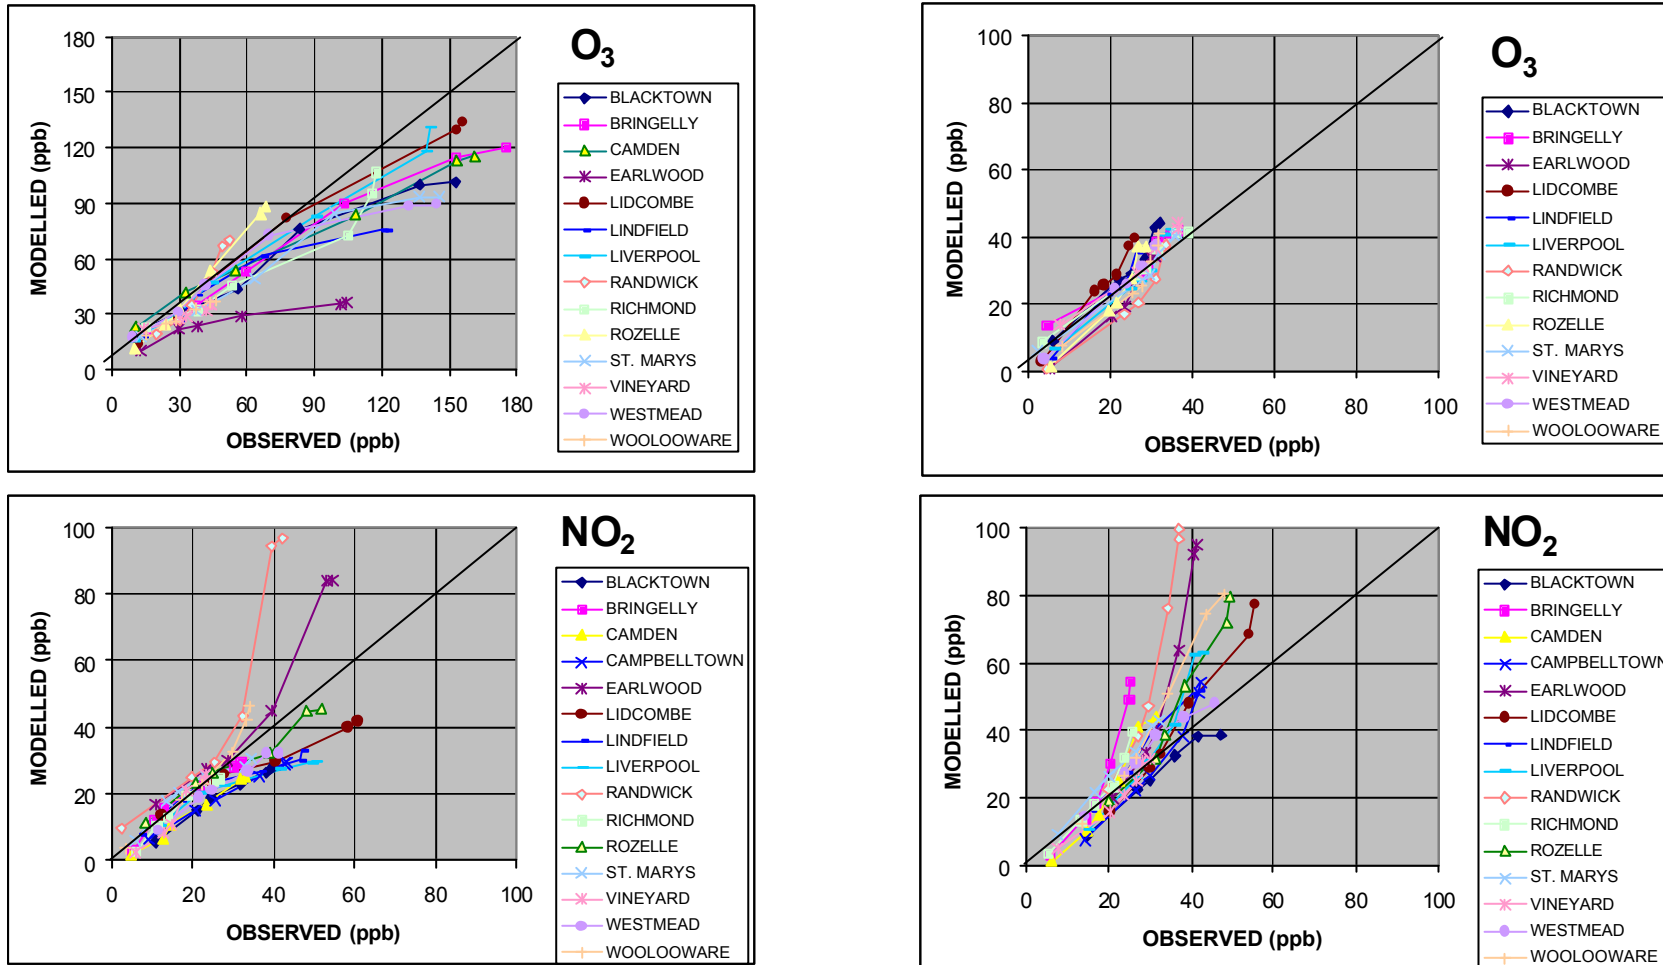 O3
MODELLED (ppb)
180
150
120
90
60
30
0
0 30 60 90 120 150 180
OBSERVED (ppb)
BLACKTOWN
BRINGELLY
CAMDEN
EARLWOOD
LIDCOMBE
LINDFIELD
LIVERPOOL
RANDWICK
RICHMOND
ROZELLE
ST. MARYS
VINEYARD
WESTMEAD
WOOLOOWARE
O3
MODELLED (ppb)
100
80
60
40
20
0
0 20 40 60 80 100
OBSERVED (ppb)
BLACKTOWN
BRINGELLY
EARLWOOD
LIDCOMBE
LINDFIELD
LIVERPOOL
RANDWICK
RICHMOND
ROZELLE
ST. MARYS
VINEYARD
WESTMEAD
WOOLOOWARE
NO2
MODELLED (ppb)
100
80
60
40
20
0
0 20 40 60 80 100
OBSERVED (ppb)
BLACKTOWN
BRINGELLY
CAMDEN
CAMPBELLTOWN
EARLWOOD
LIDCOMBE
LINDFIELD
LIVERPOOL
RANDWICK
RICHMOND
ROZELLE
ST. MARYS
VINEYARD
WESTMEAD
WOOLOOWARE
NO2
MODELLED (ppb)
100
80
60
40
20
0
0 20 40 60 80 100
OBSERVED (ppb)
BLACKTOWN
BRINGELLY
CAMDEN
CAMPBELLTOWN
EARLWOOD
LIDCOMBE
LINDFIELD
LIVERPOOL
RANDWICK
RICHMOND
ROZELLE
ST. MARYS
VINEYARD
WESTMEAD
WOOLOOWARE